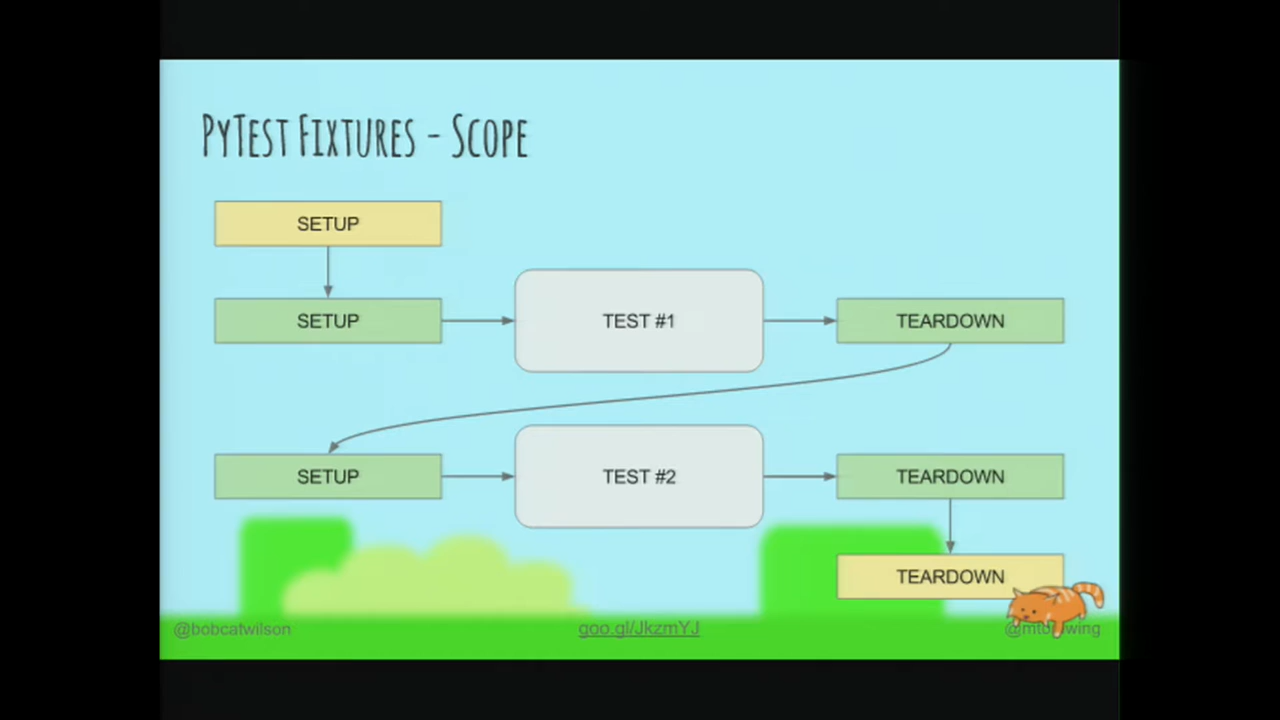 PyTest Fixtures - Scope
SETUP
SETUP
TEST #1
TEARDOWN
SETUP
TEST #2
TEARDOWN
TEARDOWN
@bobcatwilson
goo.gl/JkzmYJ